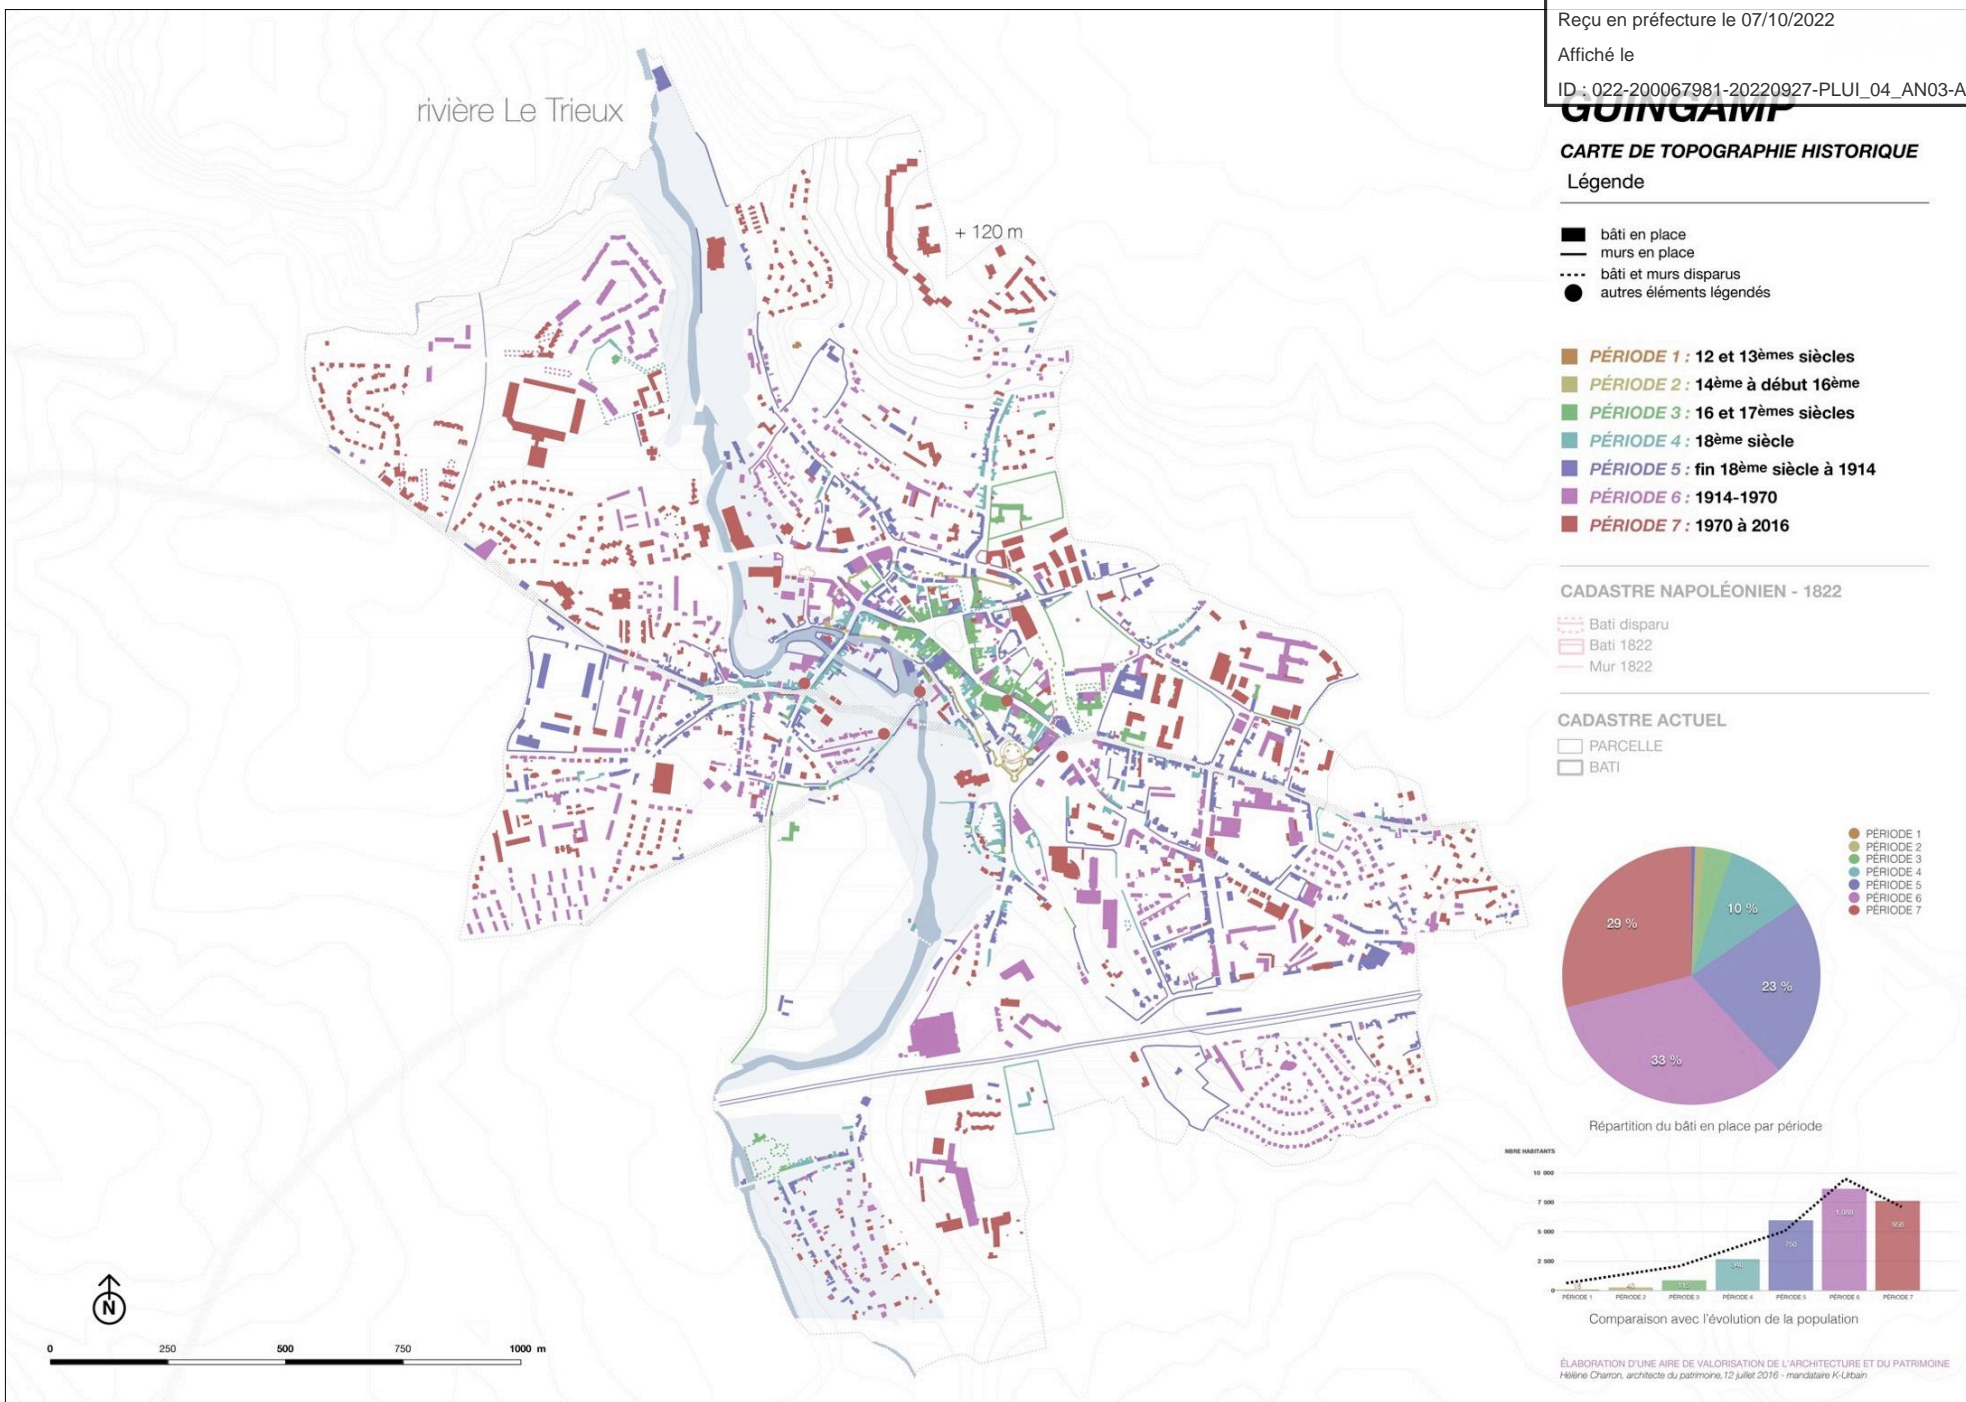 Reçu en préfecture le 07/10/2022
Affiché le
ID : 022-200067981-20220927-PLUI_04_AN03-A
GUINGAMP
CARTE DE TOPOGRAPHIE HISTORIQUE
Légende
bâti en place
murs en place
bâti et murs disparus
autres éléments légendés
PÉRIODE 1 : 12 et 13èmes siècles
PÉRIODE 2 : 14ème à début 16ème
PÉRIODE 3 : 16 et 17èmes siècles
PÉRIODE 4 : 18ème siècle
PÉRIODE 5 : fin 18ème siècle à 1914
PÉRIODE 6 : 1914-1970
PÉRIODE 7 : 1970 à 2016
CADASTRE NAPOLÉONIEN - 1822
Bati disparu
Bati 1822
Mur 1822
CADASTRE ACTUEL
PARCELLE
BATI
PÉRIODE 1
PÉRIODE 2
PÉRIODE 3
PÉRIODE 4
PÉRIODE 5
PÉRIODE 6
PÉRIODE 7
10 %
29 %
23 %
33 %
Répartition du bâti en place par période
NBRE HABITANTS
10 000
7 500
5 000
2 500
0
340
750
PÉRIODE 1
PÉRIODE 2
PÉRIODE 3
PÉRIODE 4
PÉRIODE 5
PÉRIODE 6
PÉRIODE 7
Comparaison avec l'évolution de la population
ÉLABORATION D'UNE AIRE DE VALORISATION DE L'ARCHITECTURE ET DU PATRIMOINE
Hélène Charron, architecte du patrimoine, 12 juillet 2016 - mandataire K-Urbain
rivière Le Trieux
+ 120 m
N
0
250
500
750
1000 m